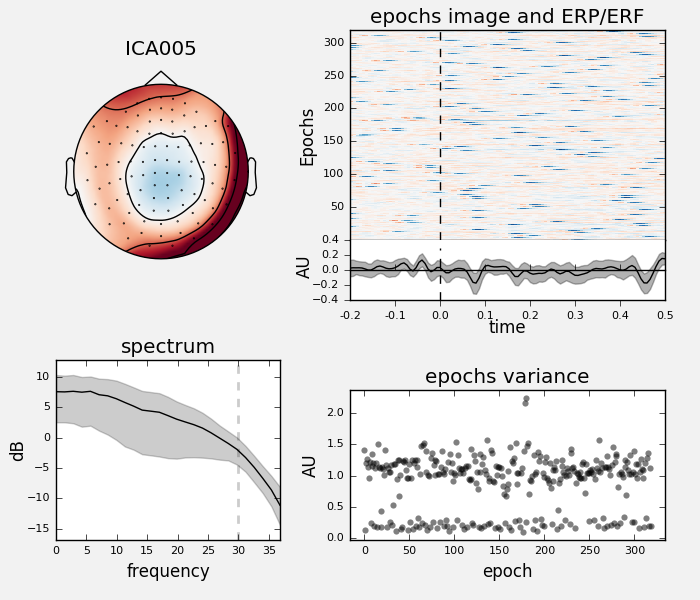 ICA005
epochs image and ERP/ERF
Epochs
300
250
200
150
100
50
AU
0.4
0.2
0.0
−0.2
−0.4
-0.2 -0.1 0.0 0.1 0.2 0.3 0.4 0.5
time
spectrum
dB
10
5
0
−5
−10
−15
0 5 10 15 20 25 30 35
frequency
epochs variance
AU
2.0
1.5
1.0
0.5
0.0
0 50 100 150 200 250 300
epoch